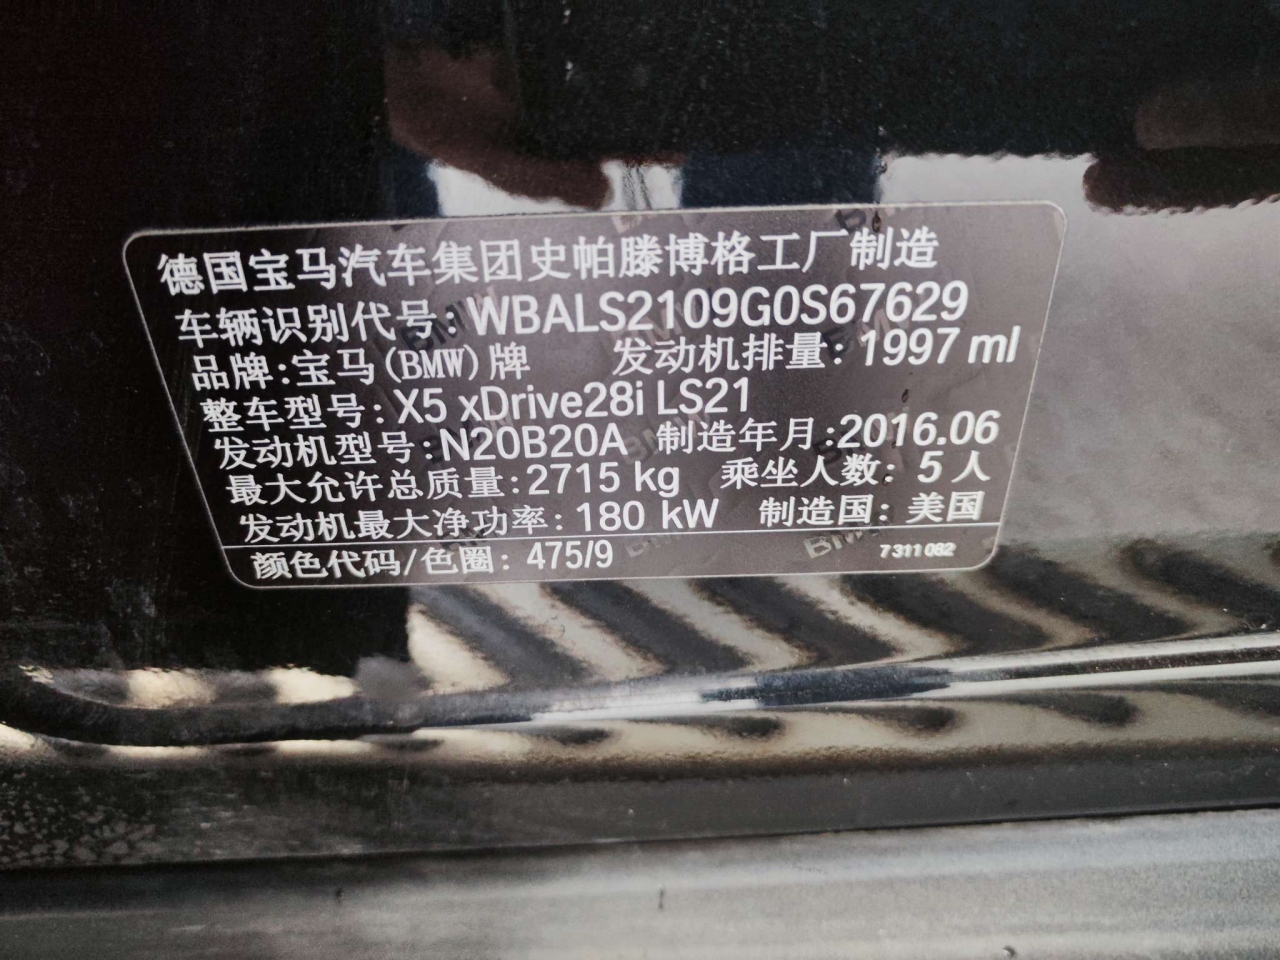 德国宝马汽车集团史帕滕博格工厂制造
车辆识别代号: WBALS2109G0S67629
品牌:宝马(BMW)牌 发动机排量: 1997 ml
整车型号: X5 xDrive28i LS21
发动机型号:N20B20A 制造年月:2016.06
最大允许总质量:2715 kg 乘坐人数: 5 人
发动机最大净功率: 180 kW 制造国: 美国
颜色代码/色圈: 475/9 7 311 082